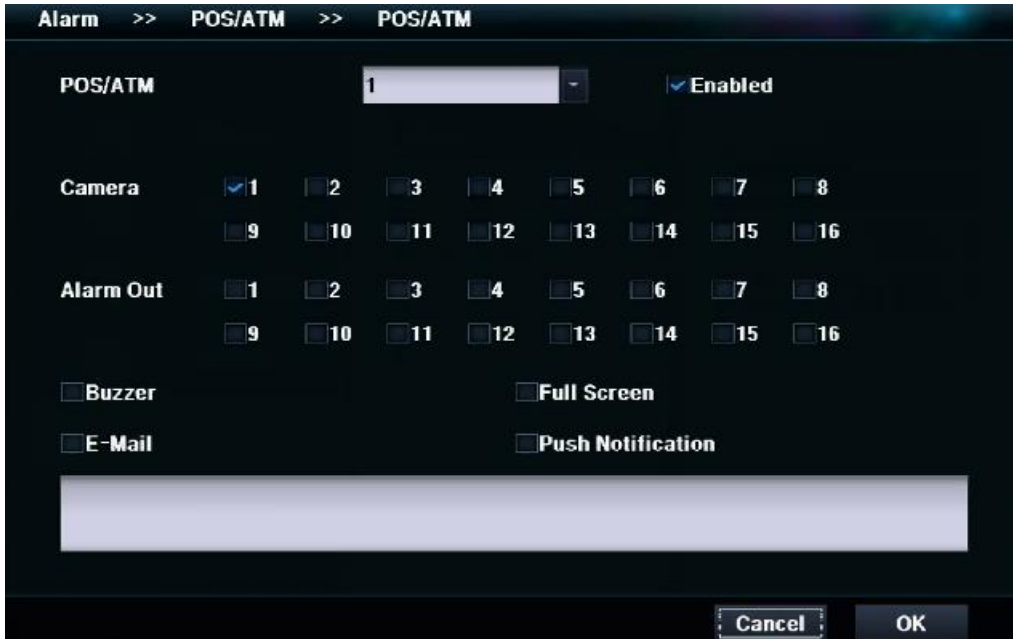 Alarm >> POS/ATM >> POS/ATM
POS/ATM 1 Enabled
Camera 1 2 3 4 5 6 7 8
9 10 11 12 13 14 15 16
Alarm Out 1 2 3 4 5 6 7 8
9 10 11 12 13 14 15 16
Buzzer Full Screen
E-Mail Push Notification
Cancel OK